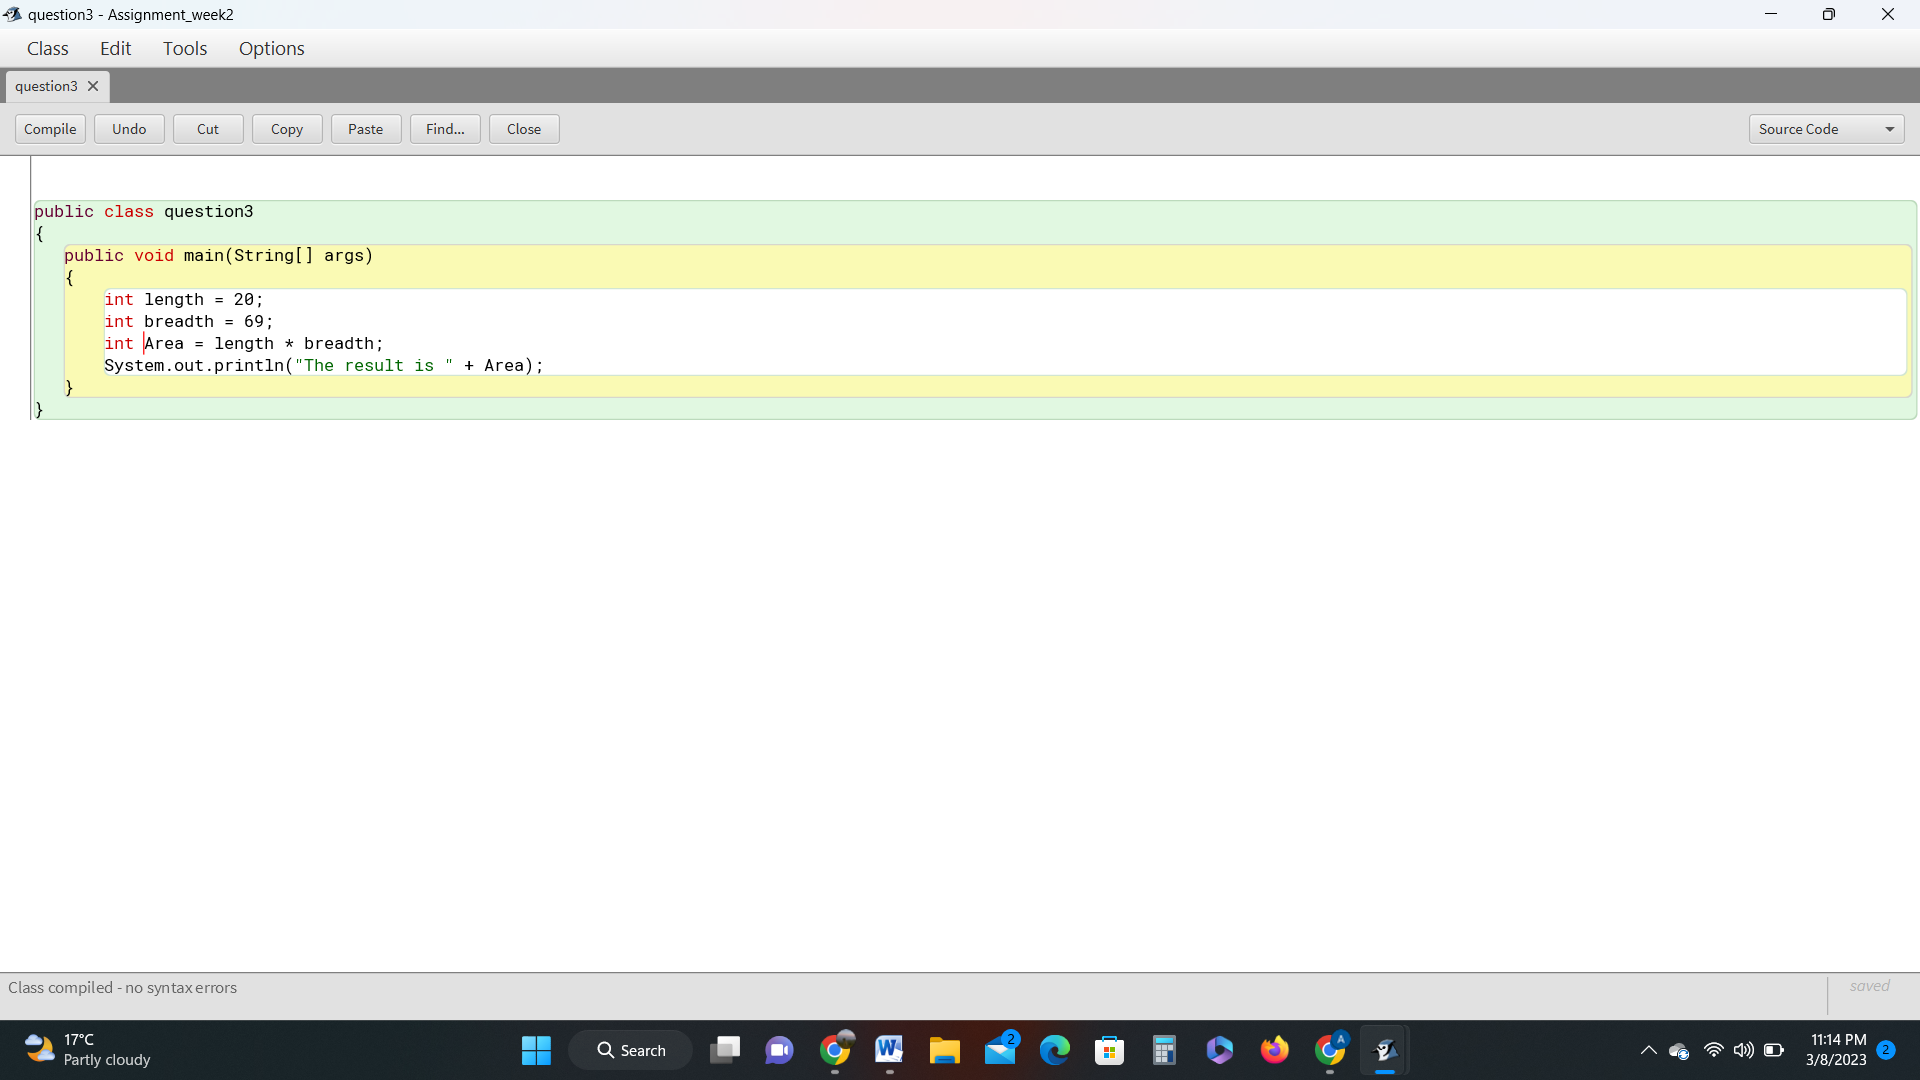 question3 - Assignment_week2
Class Edit Tools Options
question3
Compile Undo Cut Copy Paste Find... Close Source Code
public class question3
{
public void main(String[] args)
{
int length = 20;
int breadth = 69;
int Area = length * breadth;
System.out.println("The result is " + Area);
}
}
Class compiled - no syntax errors
saved
17°C
Partly cloudy
Search
2
A
11:14 PM
3/8/2023
2